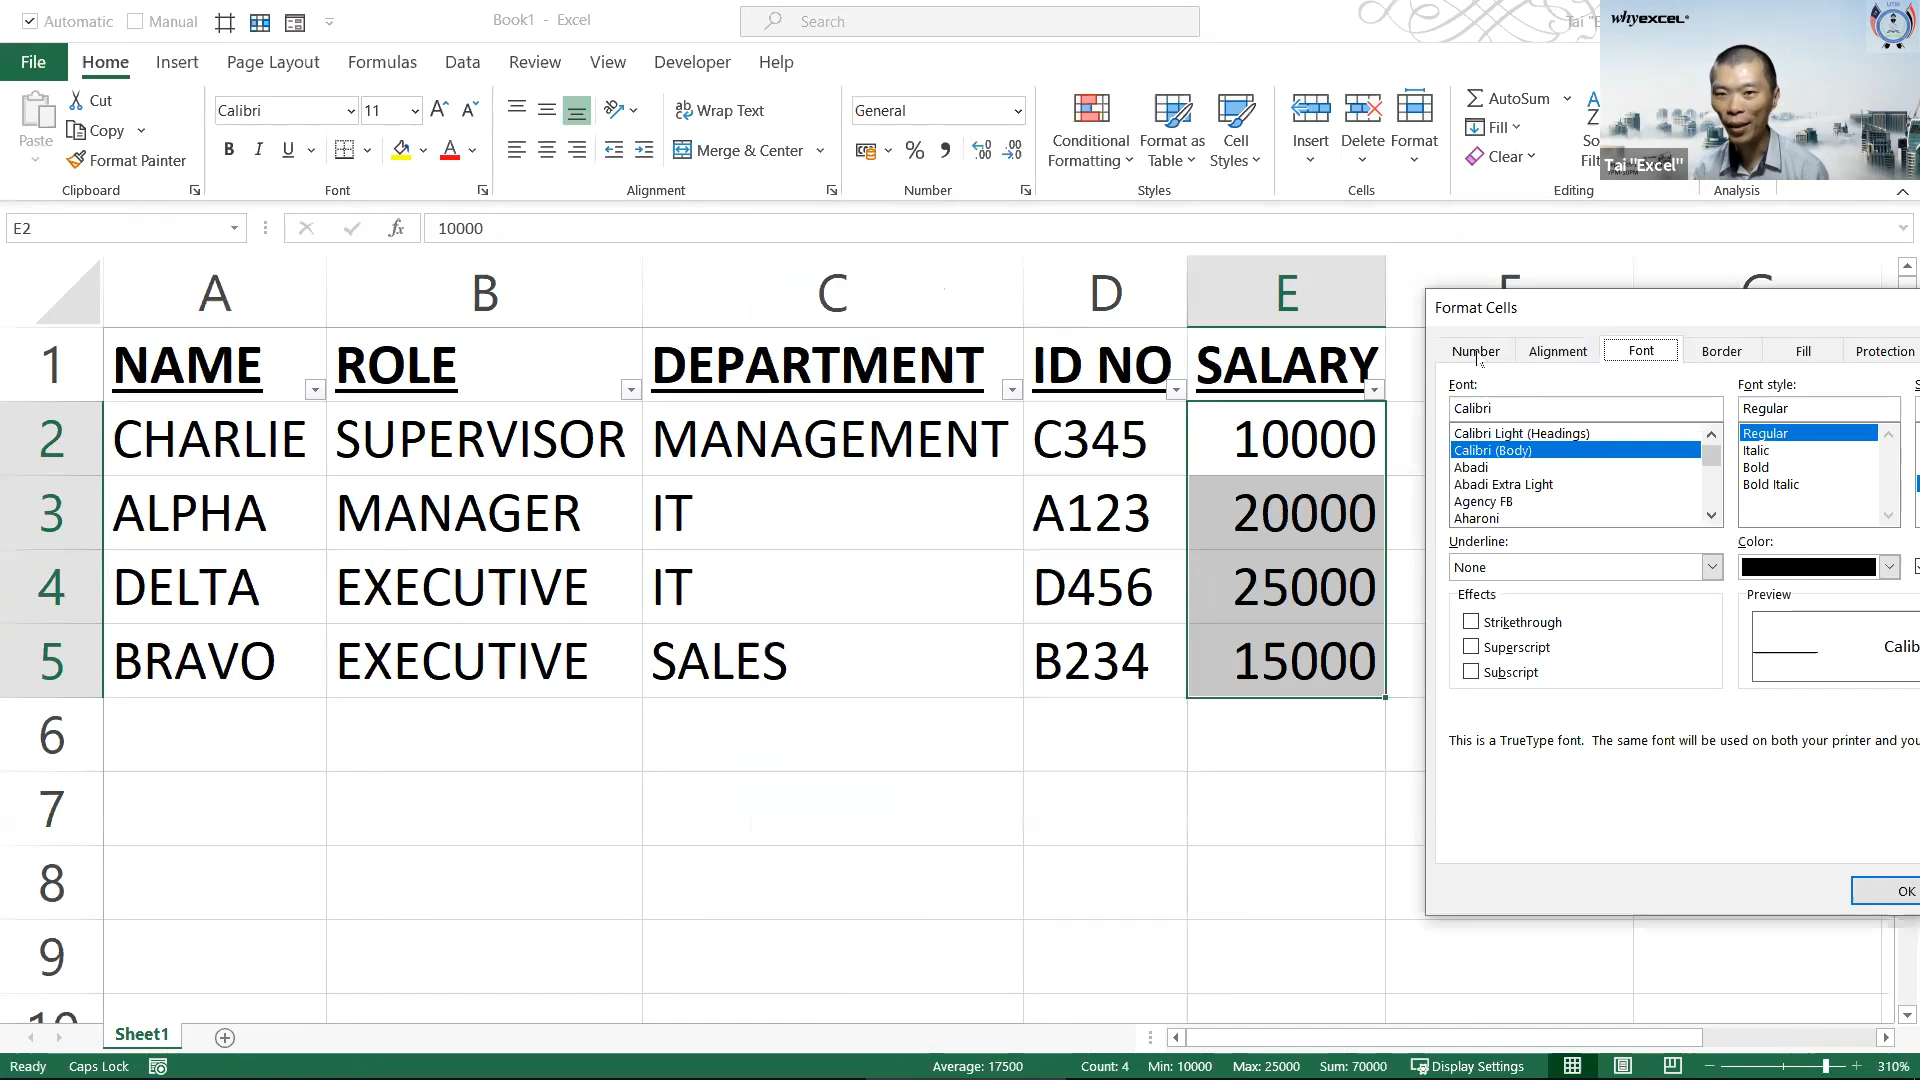 Automatic Manual Book1 - Excel Search Tai "E
whyEXCEL
UTM
File Home Insert Page Layout Formulas Data Review View Developer Help
Paste Cut Copy Format Painter Clipboard
Calibri 11 B I U Font
Wrap Text Merge & Center Alignment
General % Number
Conditional Formatting Format as Table Cell Styles Styles
Insert Delete Format Cells
AutoSum Fill Clear Editing
Analysis
Tai "Excel"
E2 fx 10000
A B C D E
1 NAME ROLE DEPARTMENT ID NO SALARY
2 CHARLIE SUPERVISOR MANAGEMENT C345 10000
3 ALPHA MANAGER IT A123 20000
4 DELTA EXECUTIVE IT D456 25000
5 BRAVO EXECUTIVE SALES B234 15000
6
7
8
9
10
Format Cells
Number Alignment Font Border Fill Protection
Font: Font style:
Calibri Regular
Calibri Light (Headings) Regular
Calibri (Body) Italic
Abadi Bold
Abadi Extra Light Bold Italic
Agency FB
Aharoni
Underline: Color:
None
Effects Preview
Strikethrough
Superscript Calib
Subscript
This is a TrueType font. The same font will be used on both your printer and you
OK
Sheet1
Ready Caps Lock Average: 17500 Count: 4 Min: 10000 Max: 25000 Sum: 70000 Display Settings 310%